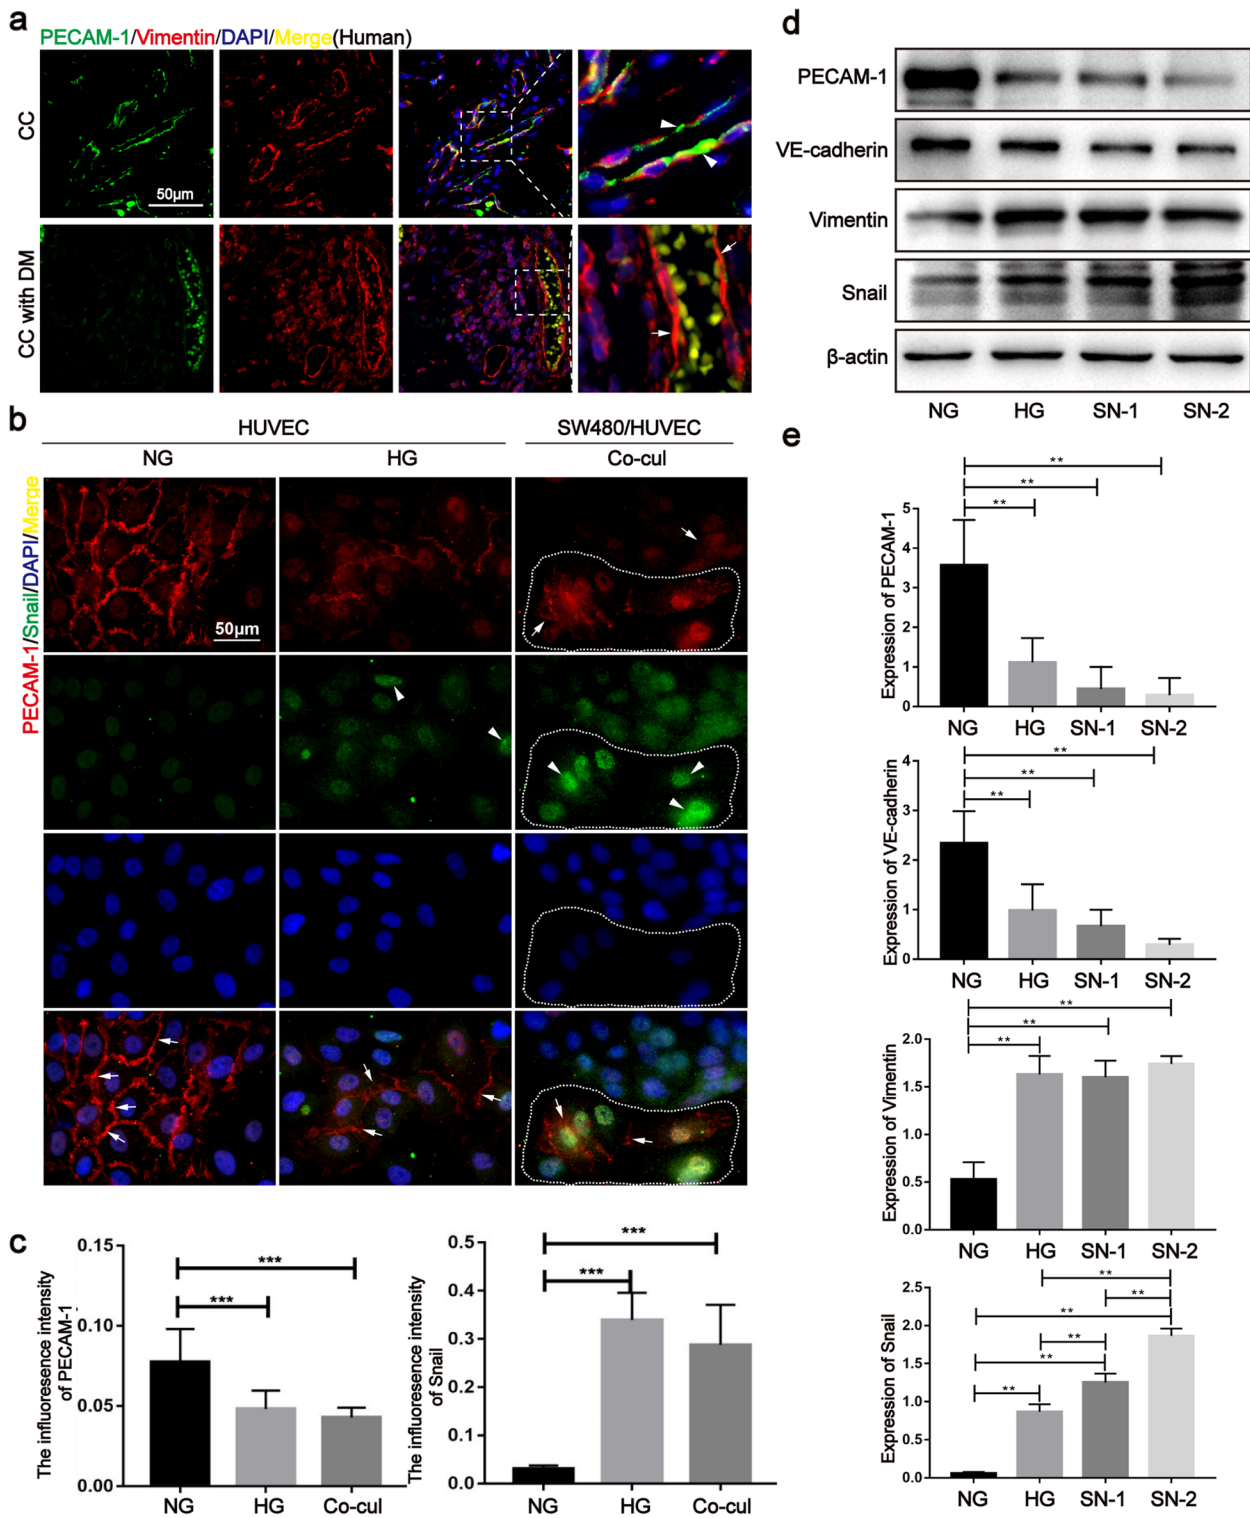 a
PECAM-1/Vimentin/DAPI/Merge(Human)
CC
50μm
CC with DM
b
HUVEC
SW480/HUVEC
NG
HG
Co-cul
PECAM-1/Snail/DAPI/Merge
50μm
c
The influoresence intensity
of PECAM-1
0.15
0.10
0.05
0.00
***
***
NG
HG
Co-cul
The influoresence intensity
of Snail
0.5
0.4
0.3
0.2
0.1
0.0
***
***
NG
HG
Co-cul
d
PECAM-1
VE-cadherin
Vimentin
Snail
β-actin
NG
HG
SN-1
SN-2
e
Expression of PECAM-1
5
4
3
2
1
0
**
**
**
NG
HG
SN-1
SN-2
Expression of VE-cadherin
4
3
2
1
0
**
**
**
NG
HG
SN-1
SN-2
Expression of Vimentin
2.0
1.5
1.0
0.5
0.0
**
**
**
NG
HG
SN-1
SN-2
Expression of Snail
2.5
2.0
1.5
1.0
0.5
0.0
**
**
**
**
**
**
NG
HG
SN-1
SN-2